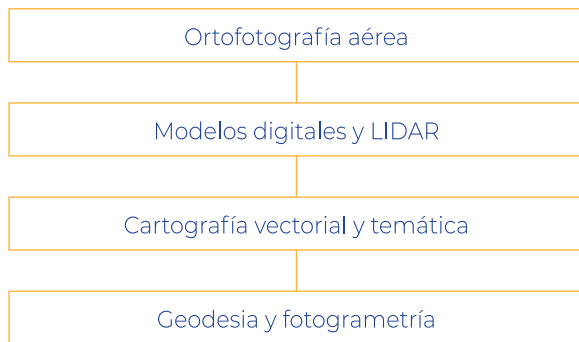 Ortofotografía aérea
Modelos digitales y LIDAR
Cartografía vectorial y temática
Geodesia y fotogrametría